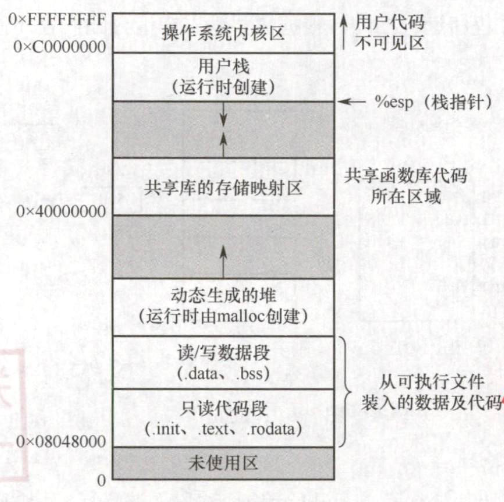 0×FFFFFFFF
操作系统内核区
用户代码
不可见区
0×C0000000
用户栈
(运行时创建)
%esp（栈指针）
共享库的存储映射区
共享函数库代码
所在区域
0×40000000
动态生成的堆
(运行时由malloc创建)
读/写数据段
(.data、.bss)
只读代码段
(.init、.text、.rodata)
从可执行文件
装入的数据及代码
0×08048000
未使用区
0